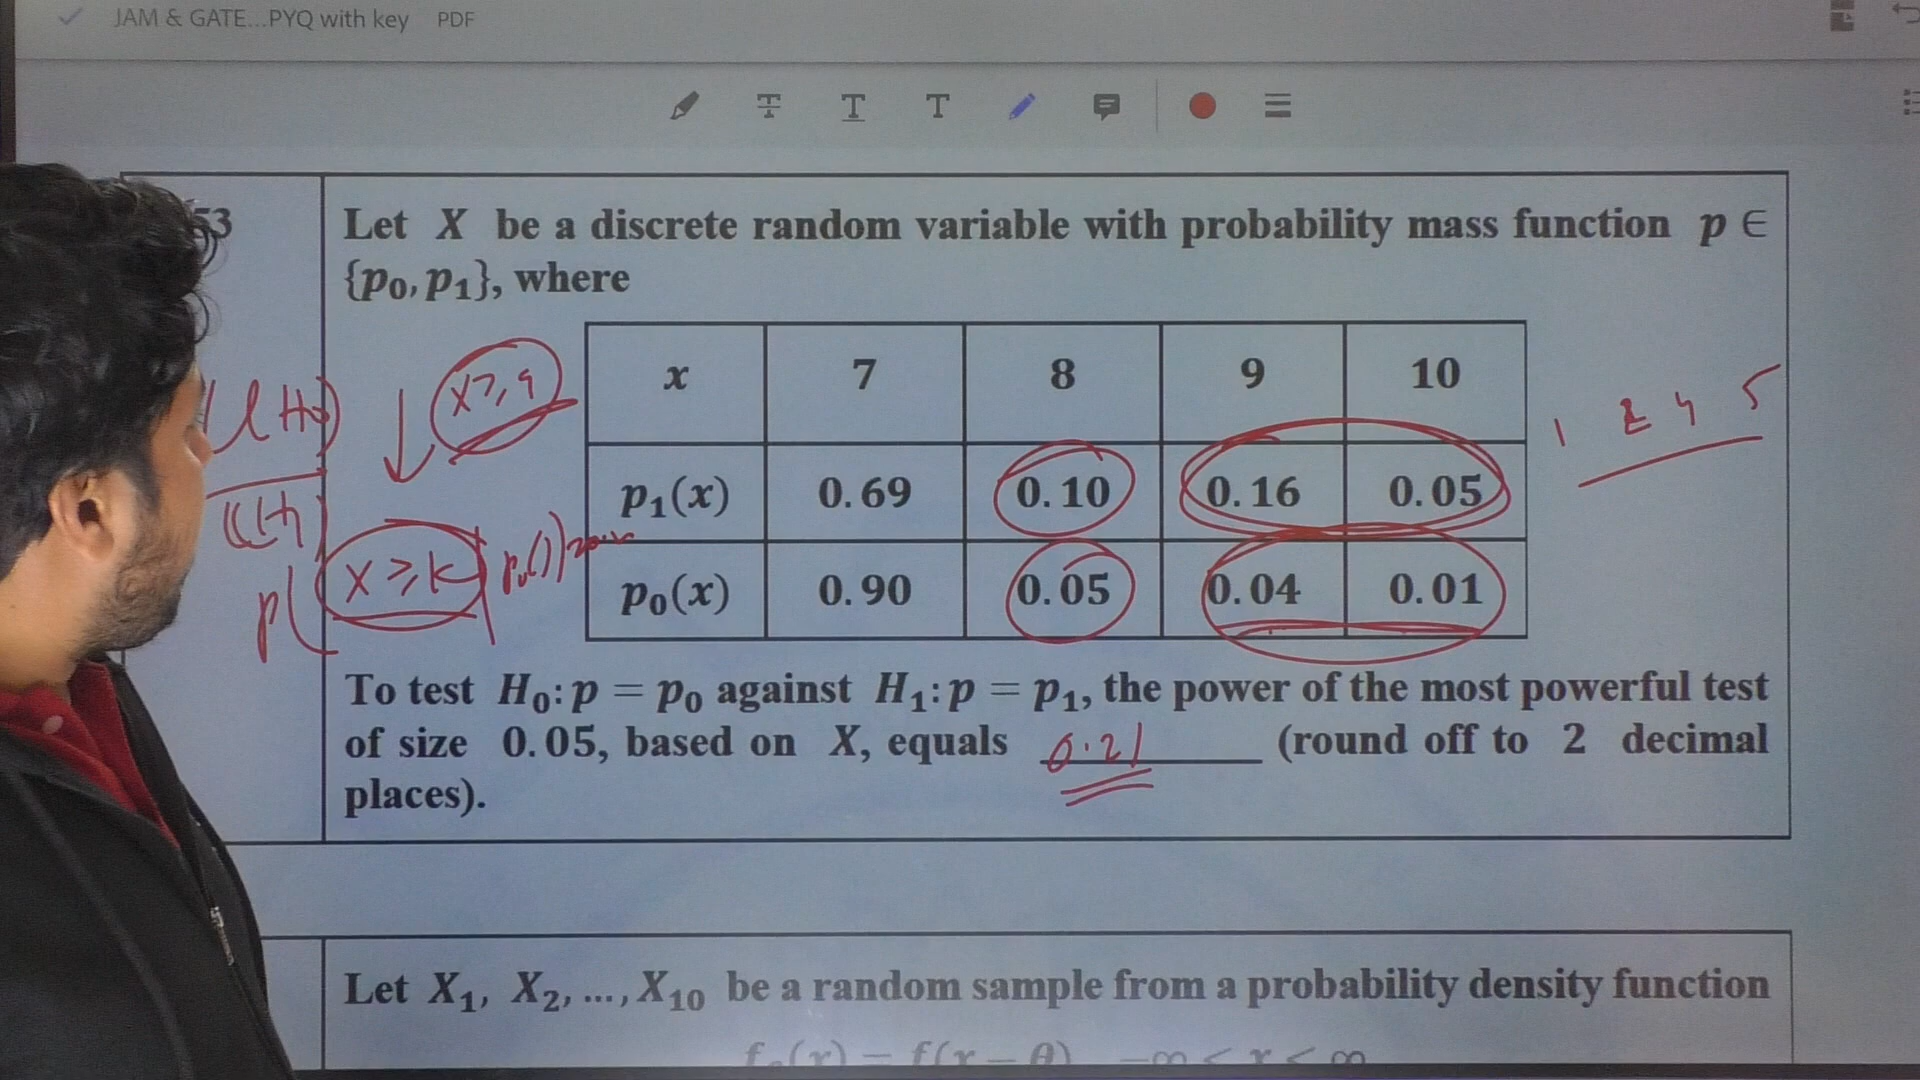 JAM & GATE...PYQ with key PDF
53
Let X be a discrete random variable with probability mass function p ∈
{p₀, p₁}, where
x 7 8 9 10
p₁(x) 0.69 0.10 0.16 0.05
p₀(x) 0.90 0.05 0.04 0.01
X ≥, 9
X ≥ K
To test H₀: p = p₀ against H₁: p = p₁, the power of the most powerful test
of size 0.05, based on X, equals 0.21 (round off to 2 decimal
places).
Let X₁, X₂, …, X₁₀ be a random sample from a probability density function